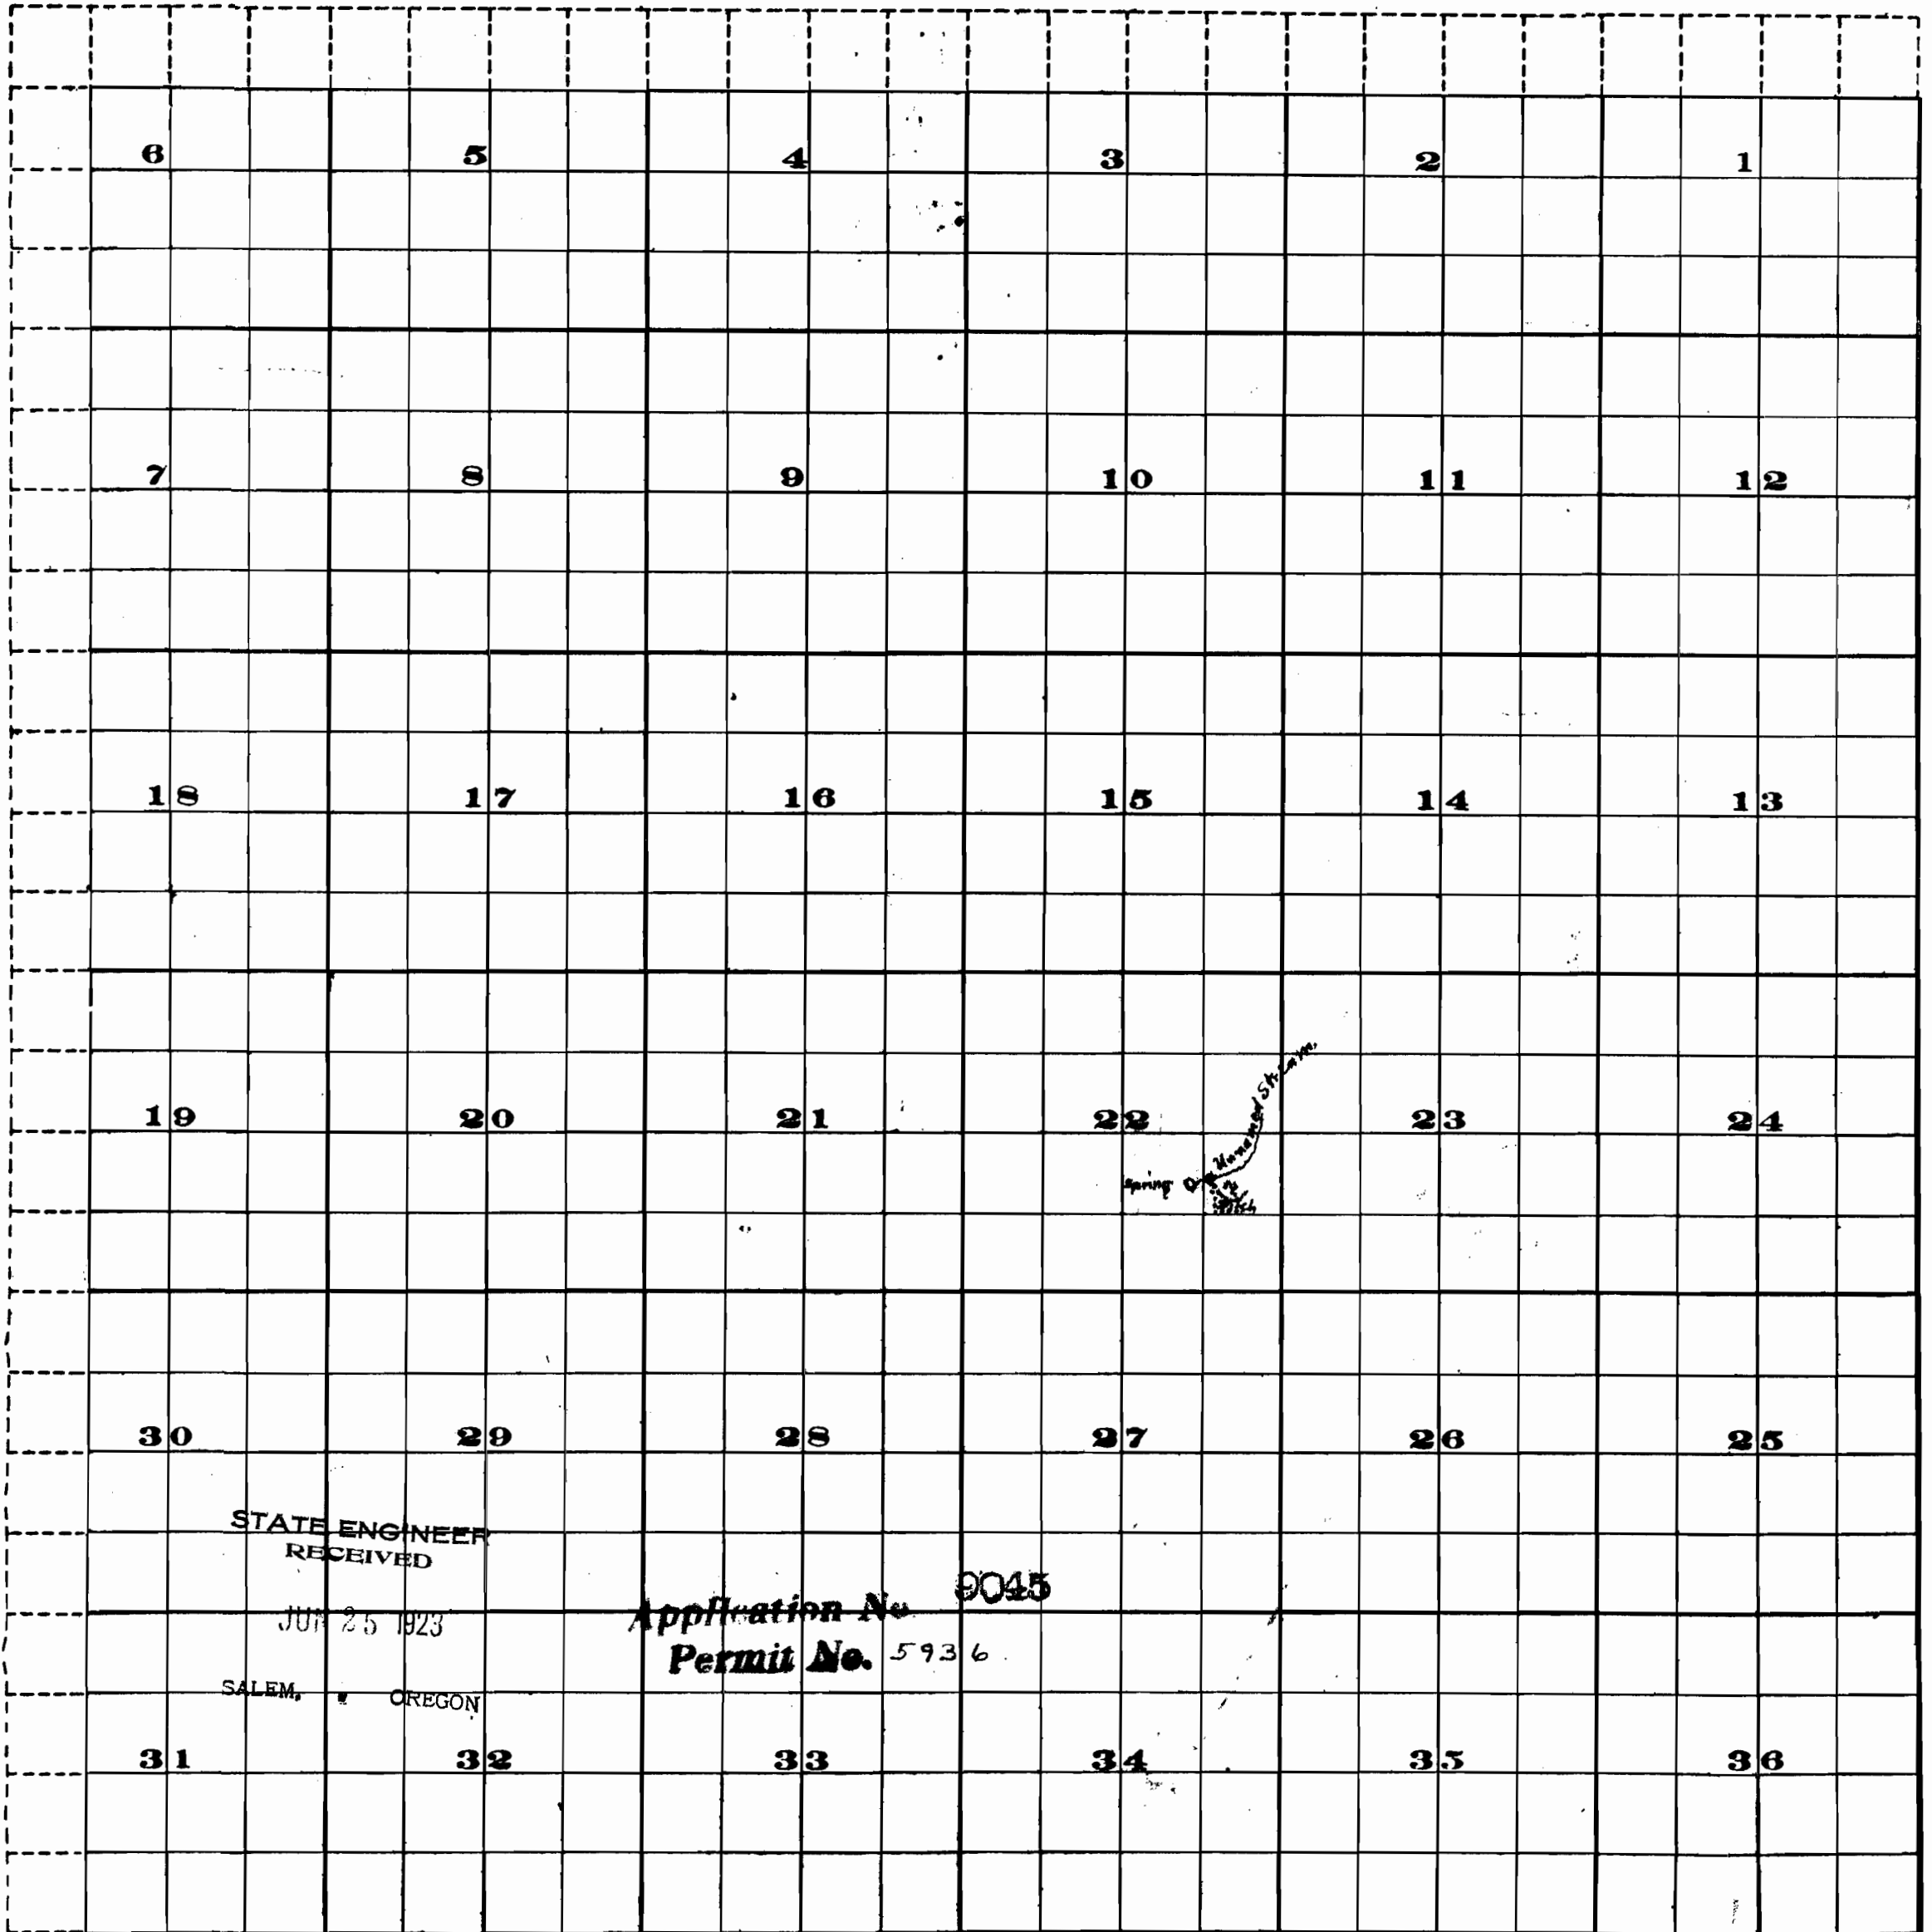 6 5 4 3 2 1
7 8 9 10 11 12
18 17 16 15 14 13
Unnamed Stream
19 20 21 22 23 24
Spring
Ditch
30 29 28 27 26 25
STATE ENGINEER
RECEIVED
JUN 25 1923
SALEM, OREGON
Application No 9045
Permit No. 5936
31 32 33 34 35 36